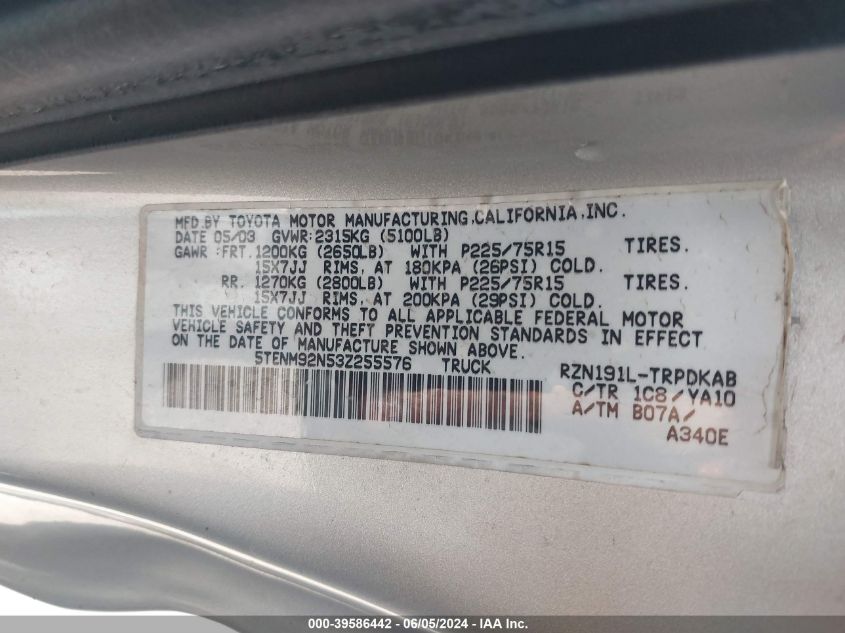 MFD.BY TOYOTA MOTOR MANUFACTURING,CALIFORNIA,INC.
DATE 05/03 GVWR:2315KG (5100LB)
GAWR :FRT.1200KG (2650LB) WITH P225/75R15 TIRES.
15X7JJ RIMS, AT 180KPA (26PSI) COLD.
RR. 1270KG (2800LB) WITH P225/75R15 TIRES.
15X7JJ RIMS, AT 200KPA (29PSI) COLD.
THIS VEHICLE CONFORMS TO ALL APPLICABLE FEDERAL MOTOR
VEHICLE SAFETY AND THEFT PREVENTION STANDARDS IN EFFECT
ON THE DATE OF MANUFACTURE SHOWN ABOVE.
5TENM92N53Z255576 TRUCK RZN191L-TRPDKAB
C/TR 1C8/YA10
A/TM B07A/
A340E
000-39586442 - 06/05/2024 - IAA, Inc.